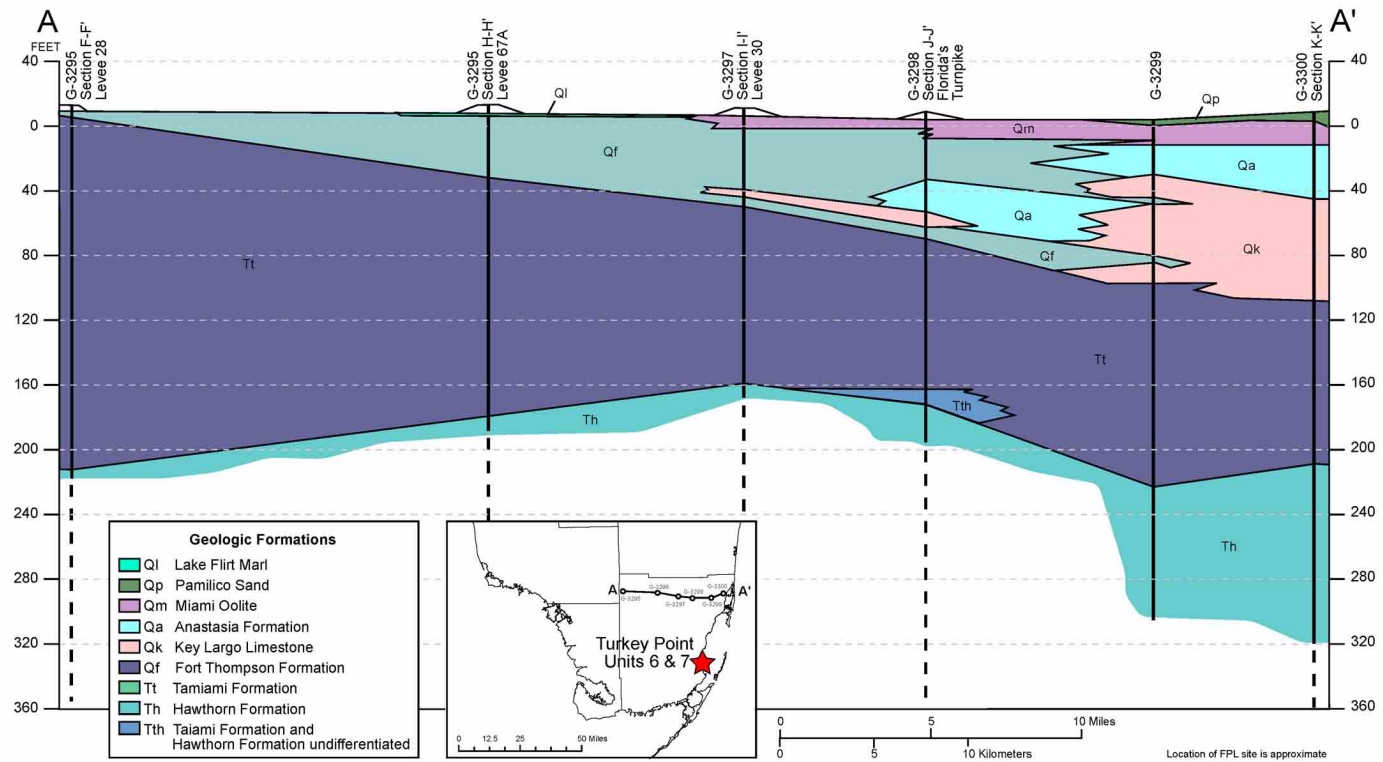 A
A'
FEET
G-3295
Section F-F'
Levee 28
G-3295
Section H-H'
Levee 67A
G-3297
Section I-I'
Levee 30
G-3298
Section J-J'
Florida's
Turnpike
G-3299
G-3300
Section K-K'
40
0
40
80
120
160
200
240
280
320
360
40
0
40
80
120
160
200
240
280
320
360
Ql
Qp
Qm
Qf
Qa
Qa
Qk
Qf
Tt
Tt
Tth
Th
Th
Geologic Formations
Ql Lake Flirt Marl
Qp Pamilico Sand
Qm Miami Oolite
Qa Anastasia Formation
Qk Key Largo Limestone
Qf Fort Thompson Formation
Tt Tamiami Formation
Th Hawthorn Formation
Tth Taiami Formation and
Hawthorn Formation undifferentiated
A
G-3295
G-3296
G-3297
G-3298
G-3299
G-3300
A'
Turkey Point
Units 6 & 7
0 12.5 25 50 Miles
0 5 10 Miles
0 5 10 Kilometers
Location of FPL site is approximate